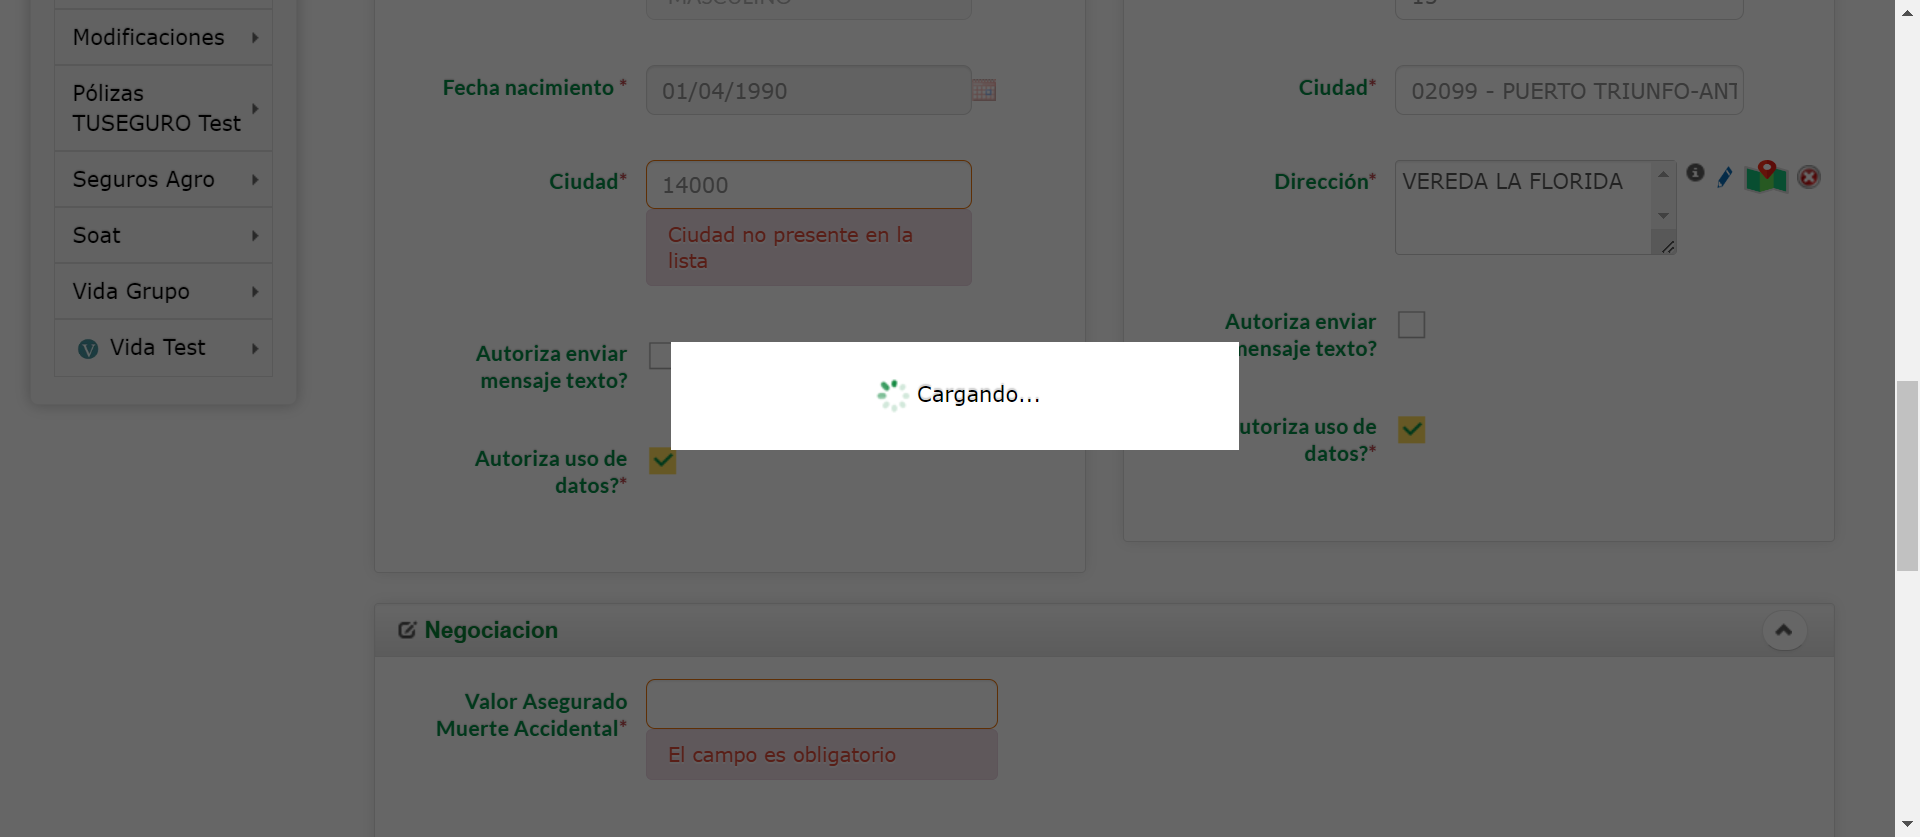 Modificaciones
Pólizas
TUSEGURO Test
Seguros Agro
Soat
Vida Grupo
V Vida Test
MASCULINO
Fecha nacimiento *
01/04/1990
Ciudad*
14000
Ciudad no presente en la
lista
Autoriza enviar
mensaje texto?
Autoriza uso de
datos?*
Ciudad*
02099 - PUERTO TRIUNFO-ANT
Dirección*
VEREDA LA FLORIDA
Autoriza enviar
mensaje texto?
utoriza uso de
datos?*
Cargando...
Negociacion
Valor Asegurado
Muerte Accidental*
El campo es obligatorio